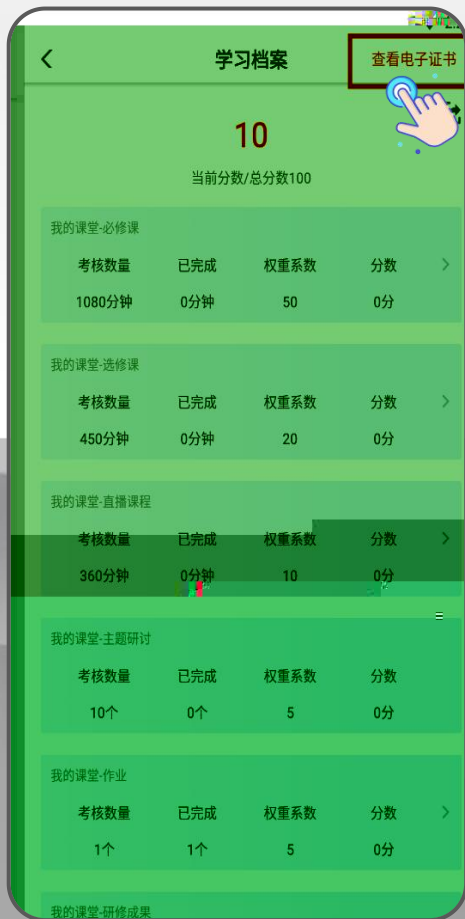 学习档案
查看电子证书
10
当前分数/总分数100
我的课堂-必修课
考核数量 已完成 权重系数 分数
1080分钟 0分钟 50 0分
我的课堂-选修课
考核数量 已完成 权重系数 分数
450分钟 0分钟 20 0分
我的课堂-直播课程
考核数量 已完成 权重系数 分数
360分钟 0分钟 10 0分
我的课堂-主题研讨
考核数量 已完成 权重系数 分数
10个 0个 5 0分
我的课堂-作业
考核数量 已完成 权重系数 分数
1个 1个 5 0分
我的课堂-研修成果